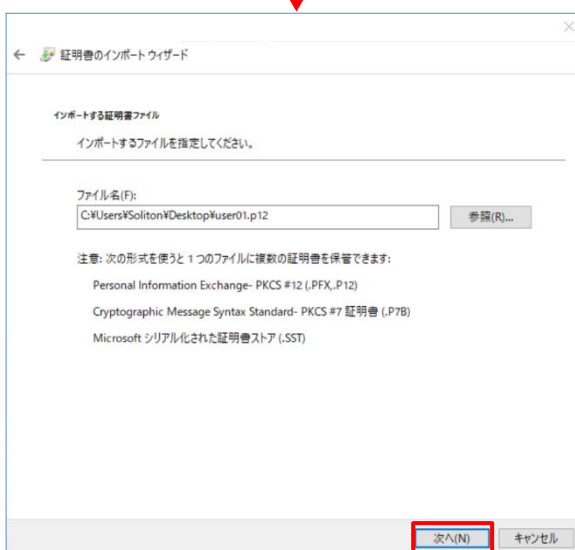 証明書のインポート ウィザード
インポートする証明書ファイル
インポートするファイルを指定してください。
ファイル名(F):
C:¥Users¥Soliton¥Desktop¥user01.p12
参照(R)...
注意: 次の形式を使うと 1 つのファイルに複数の証明書を保管できます:
Personal Information Exchange- PKCS #12 (.PFX,.P12)
Cryptographic Message Syntax Standard- PKCS #7 証明書 (.P7B)
Microsoft シリアル化された証明書ストア (.SST)
次へ(N)
キャンセル